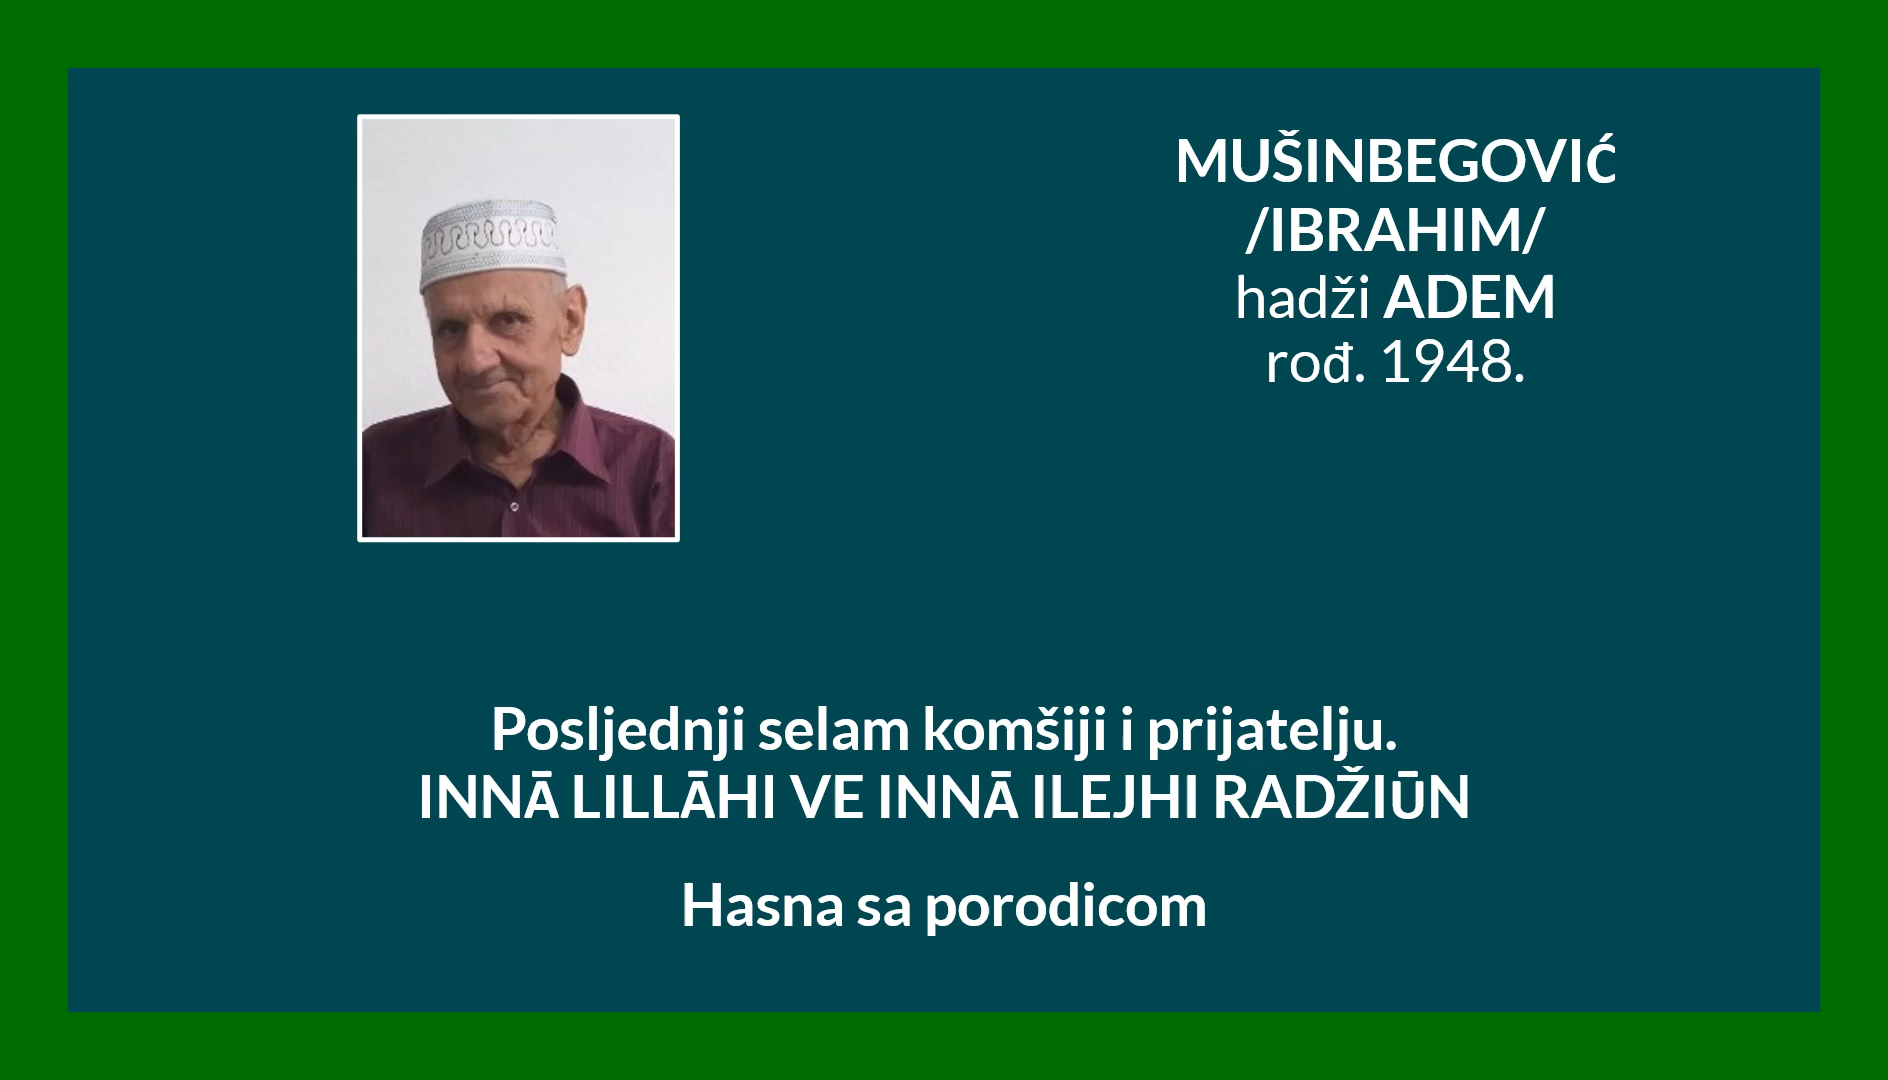 MUŠINBEGOVIĆ
/IBRAHIM/
hadži ADEM
rođ. 1948.
Posljednji selam komšiji i prijatelju.
INNĀ LILLĀHI VE INNĀ ILEJHI RADŽIŪN
Hasna sa porodicom